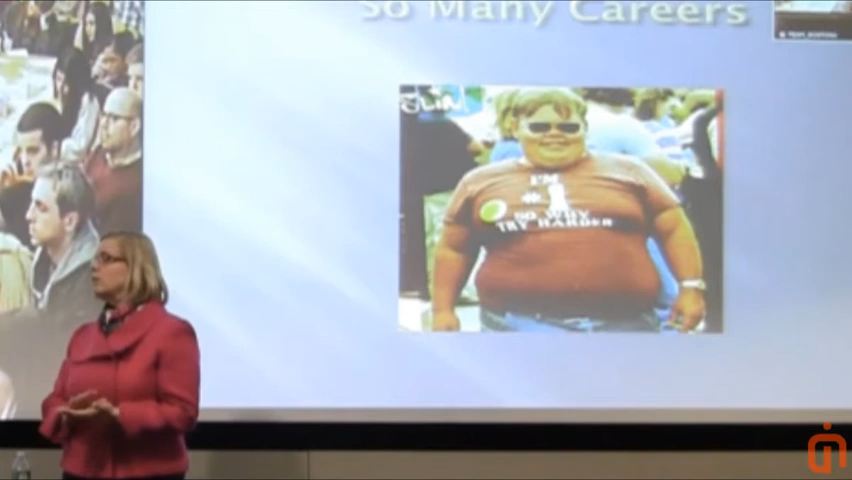 So Many Careers
I'M
#1
SO WHY
TRY HARDER